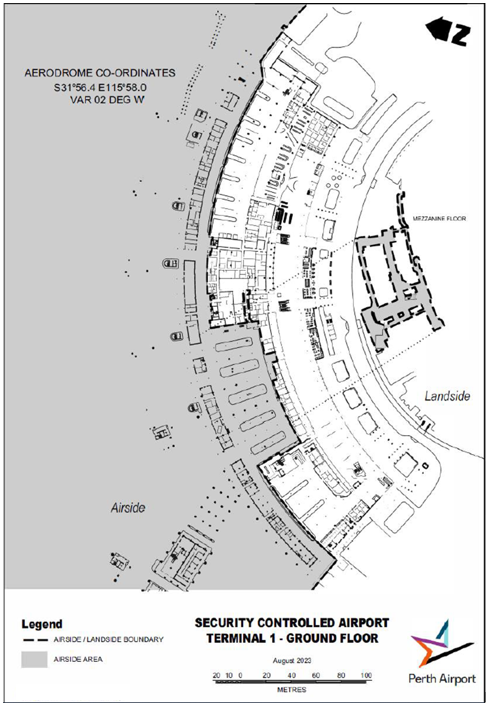 N
AERODROME CO-ORDINATES
S31°56.4 E115°58.0
VAR 02 DEG W
MEZZANINE FLOOR
Landside
Airside
Legend
AIRSIDE / LANDSIDE BOUNDARY
AIRSIDE AREA
SECURITY CONTROLLED AIRPORT
TERMINAL 1 - GROUND FLOOR
August 2023
20 10 0 20 40 60 80 100
METRES
Perth Airport